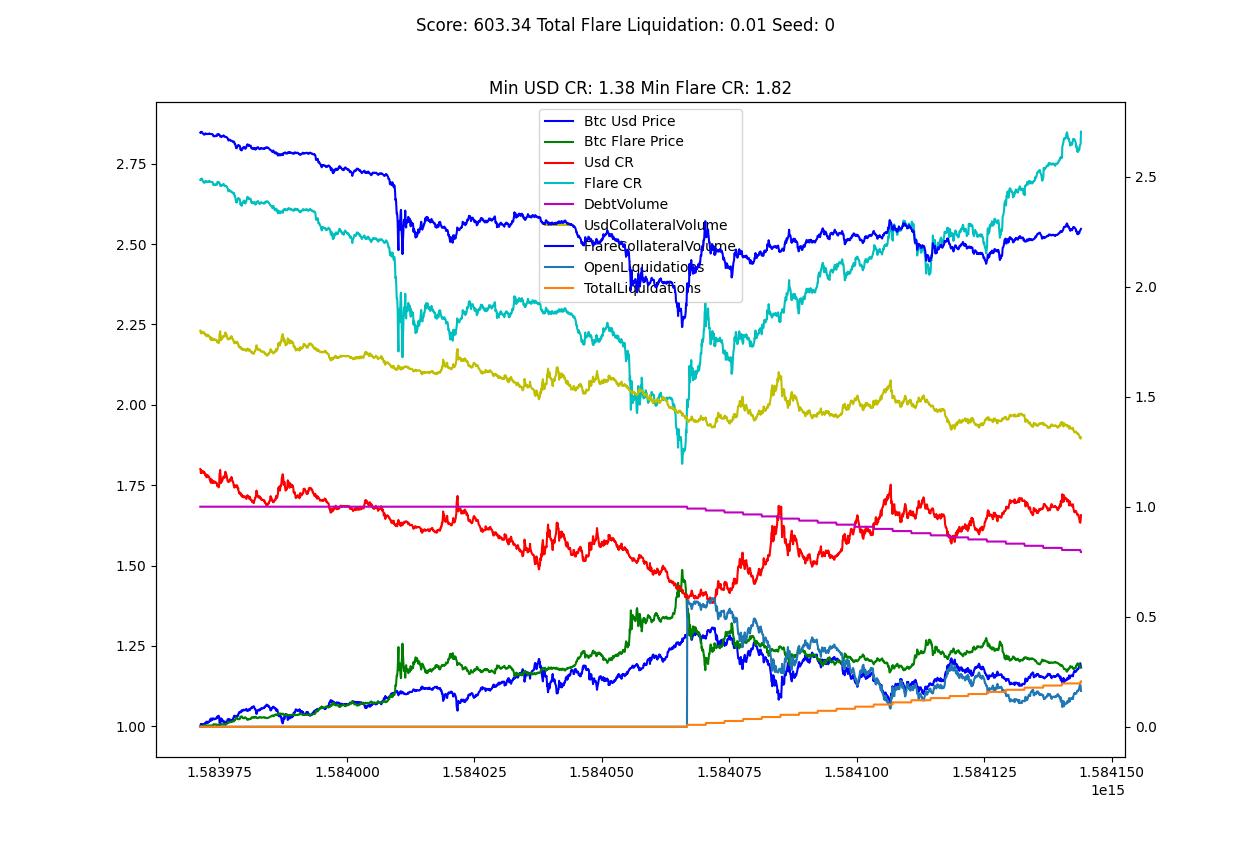 Score: 603.34 Total Flare Liquidation: 0.01 Seed: 0
Min USD CR: 1.38 Min Flare CR: 1.82
Btc Usd Price
Btc Flare Price
Usd CR
Flare CR
DebtVolume
UsdCollateralVolume
FlareCollateralVolume
OpenLiquidations
TotalLiquidations
2.75
2.50
2.25
2.00
1.75
1.50
1.25
1.00
2.5
2.0
1.5
1.0
0.5
0.0
1.583975
1.584000
1.584025
1.584050
1.584075
1.584100
1.584125
1.584150
1e15